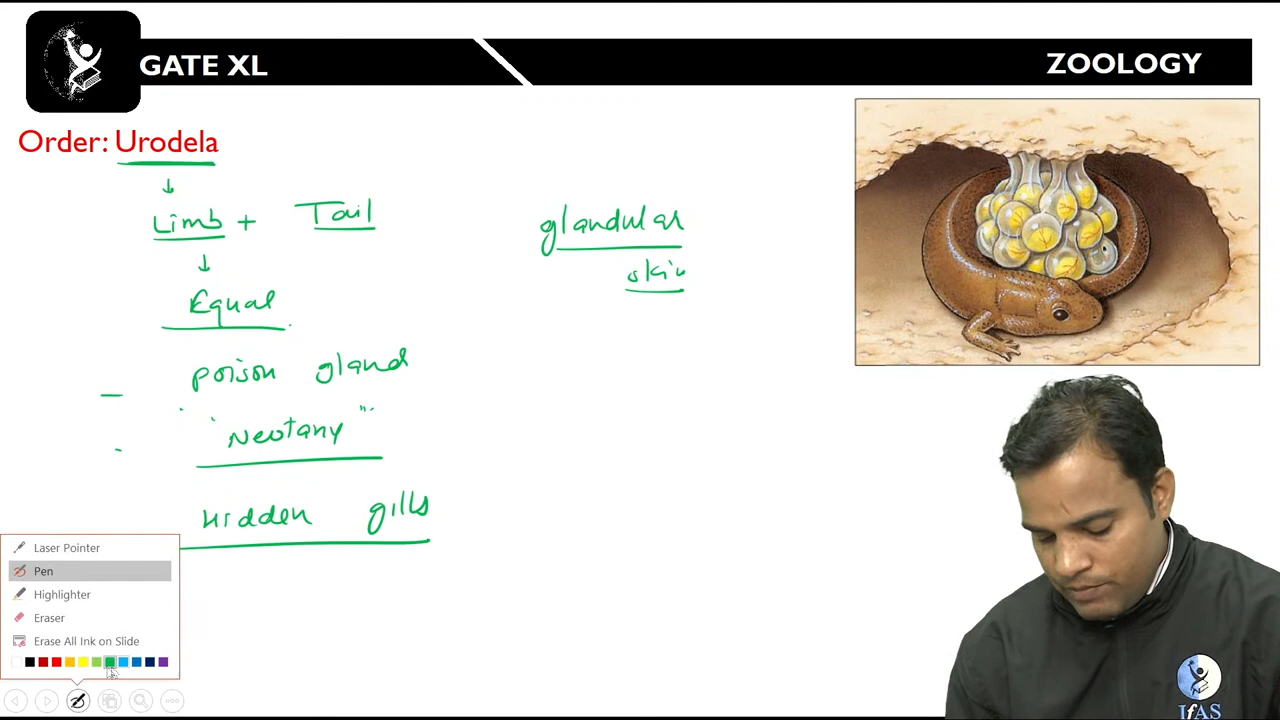 GATE XL
ZOOLOGY
Order: Urodela
Limb + Tail
glandular
skin
Equal
poison gland
"Neotany"
Hidden gills
Laser Pointer
Pen
Highlighter
Eraser
Erase All Ink on Slide
IfAS